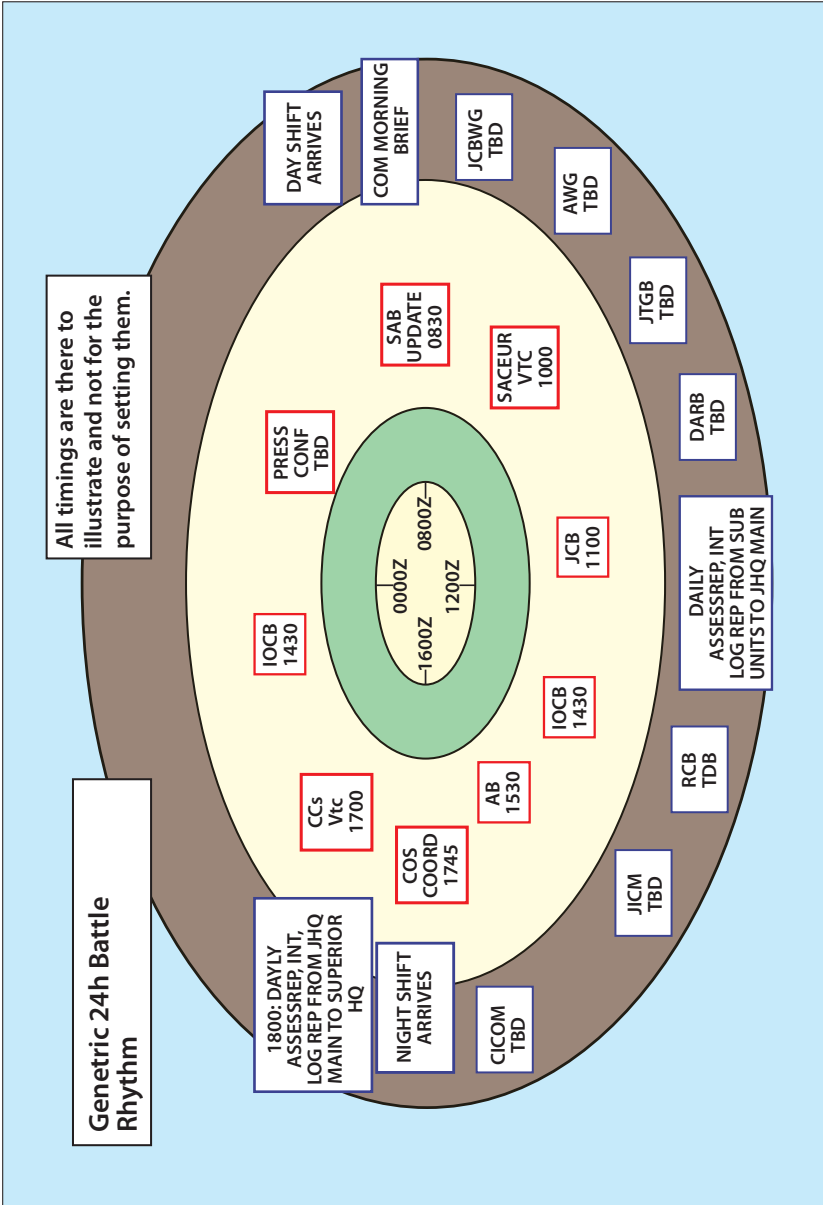 Genetric 24h Battle
Rhythm
All timings are there to
illustrate and not for the
purpose of setting them.
DAY SHIFT
ARRIVES
COM MORNING
BRIEF
JCBWG
TBD
AWG
TBD
JTGB
TBD
DARB
TBD
DAILY
ASSESSREP, INT
LOG REP FROM SUB
UNITS TO JHQ MAIN
RCB
TDB
JICM
TBD
CICOM
TBD
NIGHT SHIFT
ARRIVES
1800: DAYLY
ASSESSREP, INT,
LOG REP FROM JHQ
MAIN TO SUPERIOR
HQ
PRESS
CONF
TBD
SAB
UPDATE
0830
SACEUR
VTC
1000
JCB
1100
IOCB
1430
AB
1530
COS
COORD
1745
CCs
Vtc
1700
IOCB
1430
0000Z
0800Z
1200Z
1600Z